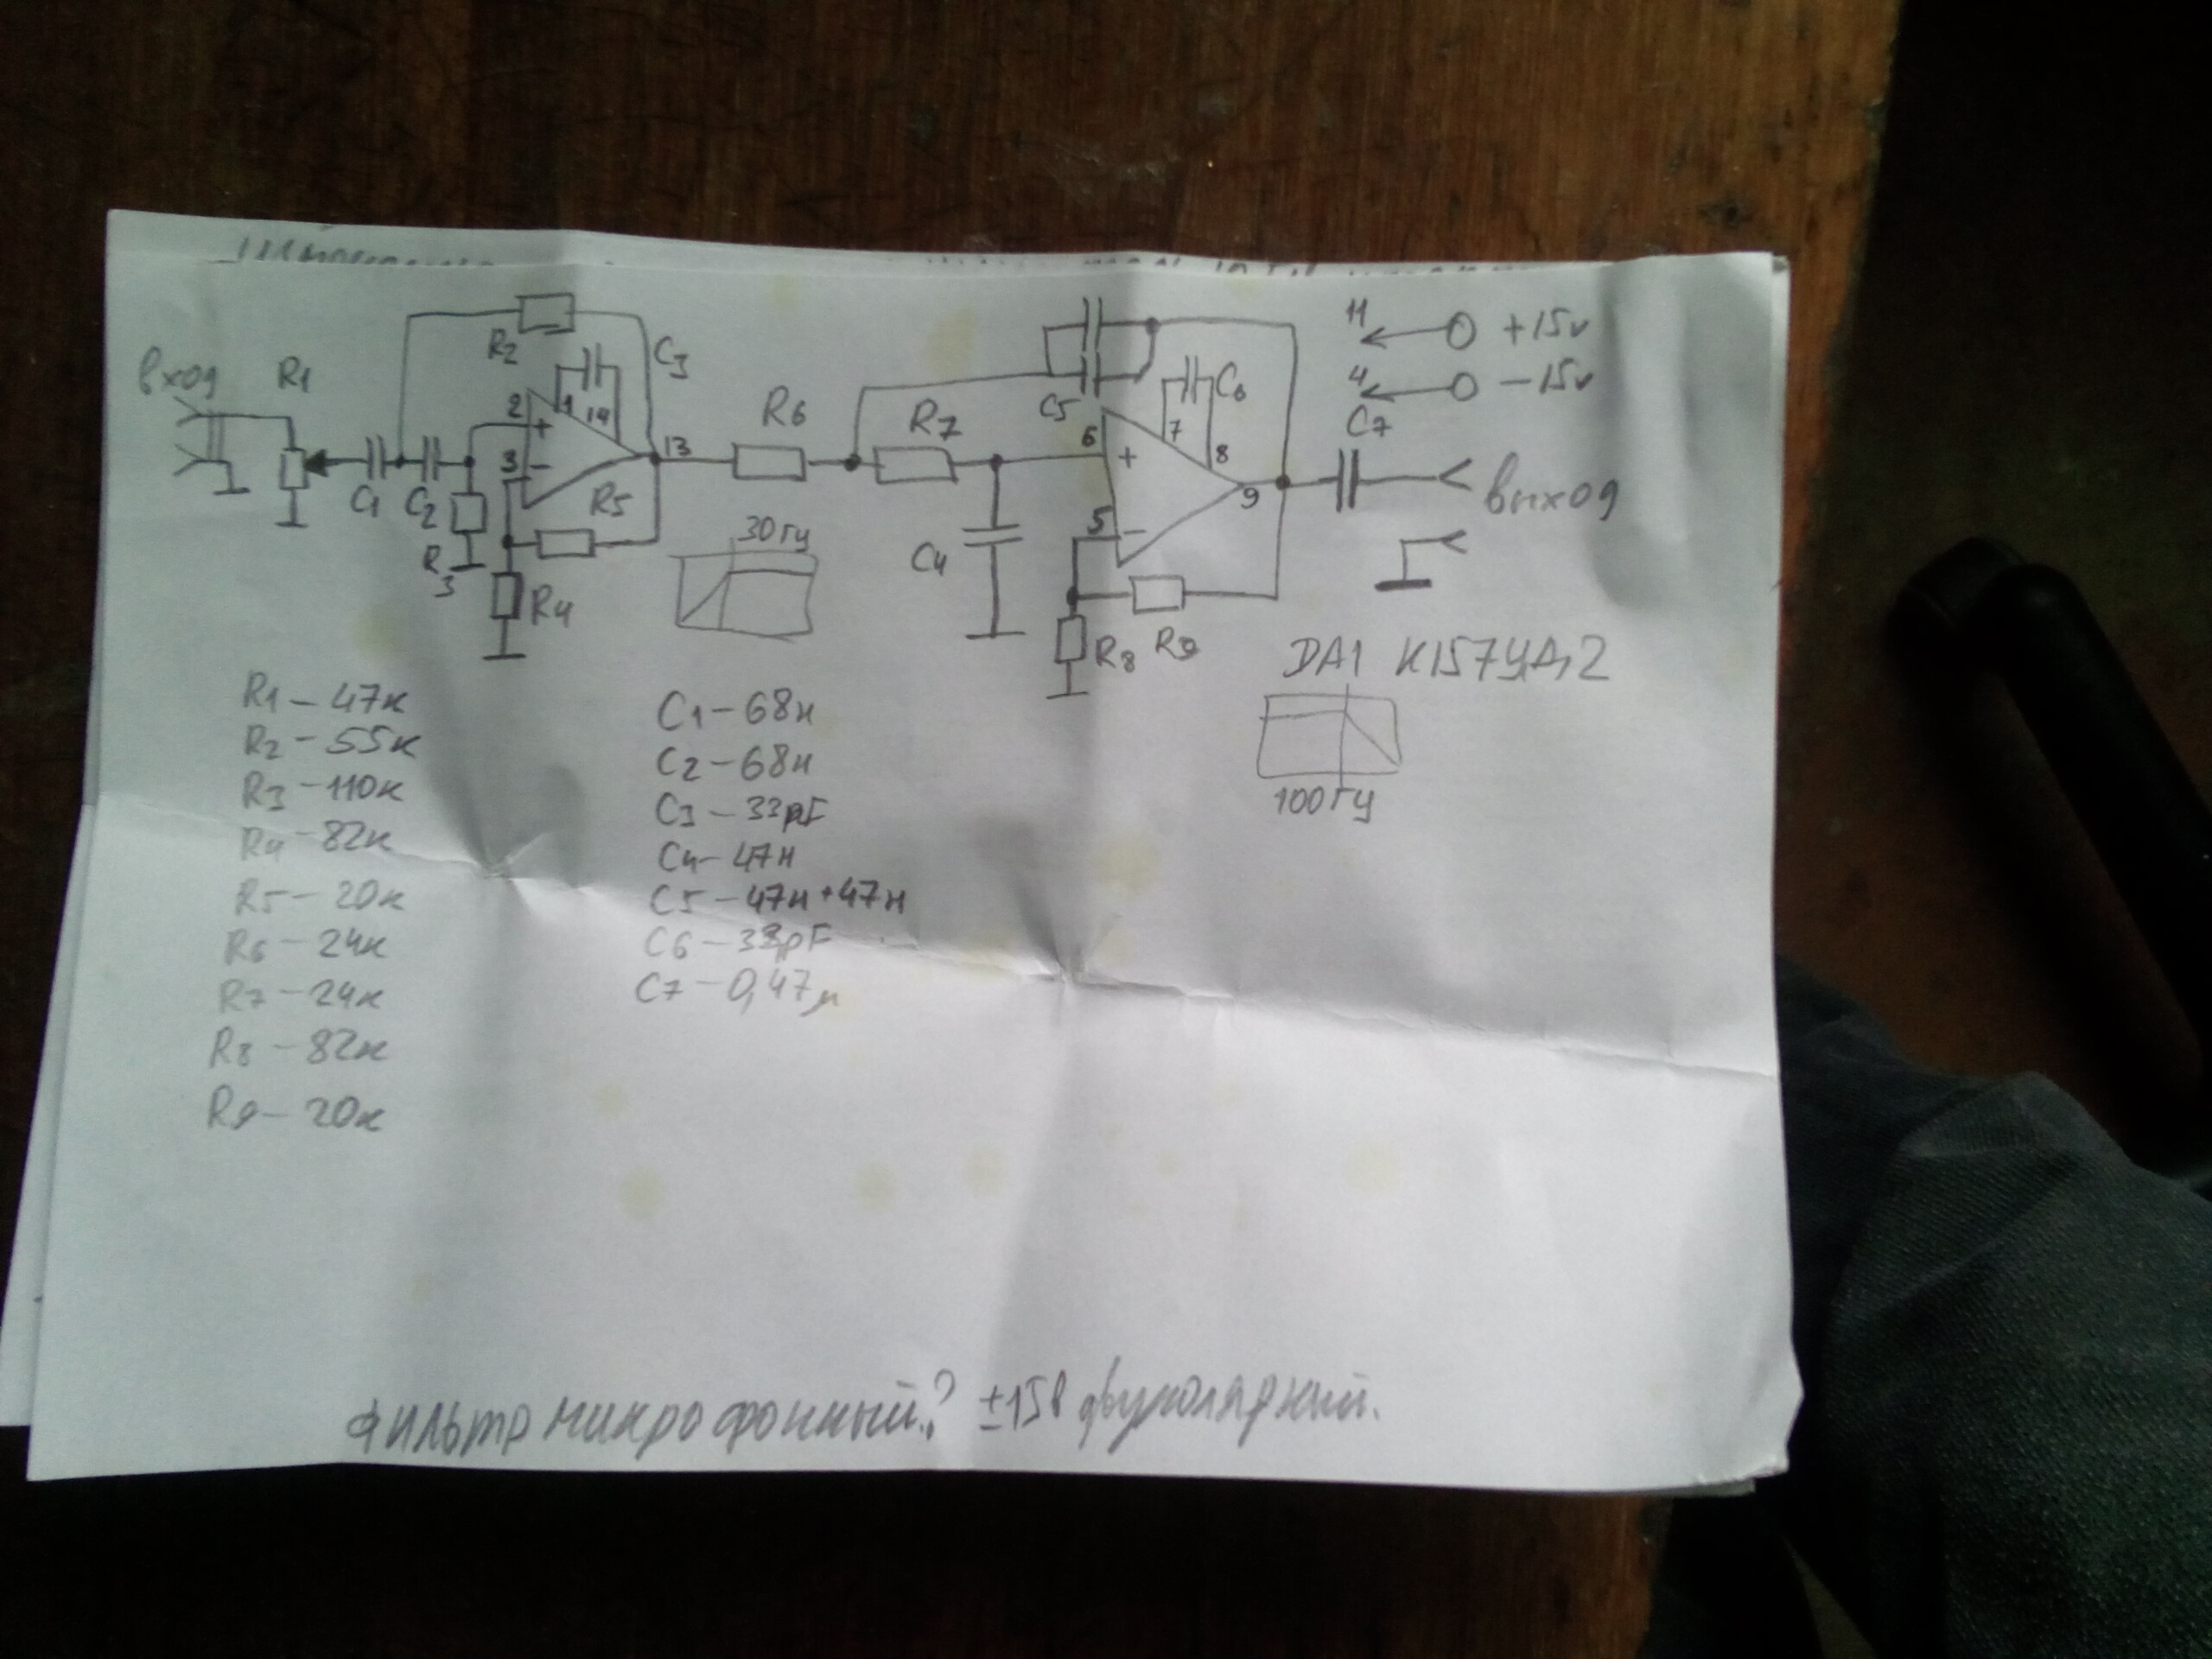 R2
11 +15v
Вход
R1
C3
4 -15v
C5
C6
C7
11 14
7 8
2
+
R6
R7
6
+
C1
C2
3
-
13
9
Выход
R5
5
-
R3
30гц
C4
R4
R8
R9
DA1 К157УД2
100гц
R1 - 47к
R2 - 55к
R3 - 110к
R4 - 82к
R5 - 20к
R6 - 24к
R7 - 24к
R8 - 82к
R9 - 20к
C1 - 68н
C2 - 68н
C3 - 33pF
C4 - 47н
C5 - 47н+47н
C6 - 33pF
C7 - 0,47м
Фильтр микрофонный? ±15в двухполярный.